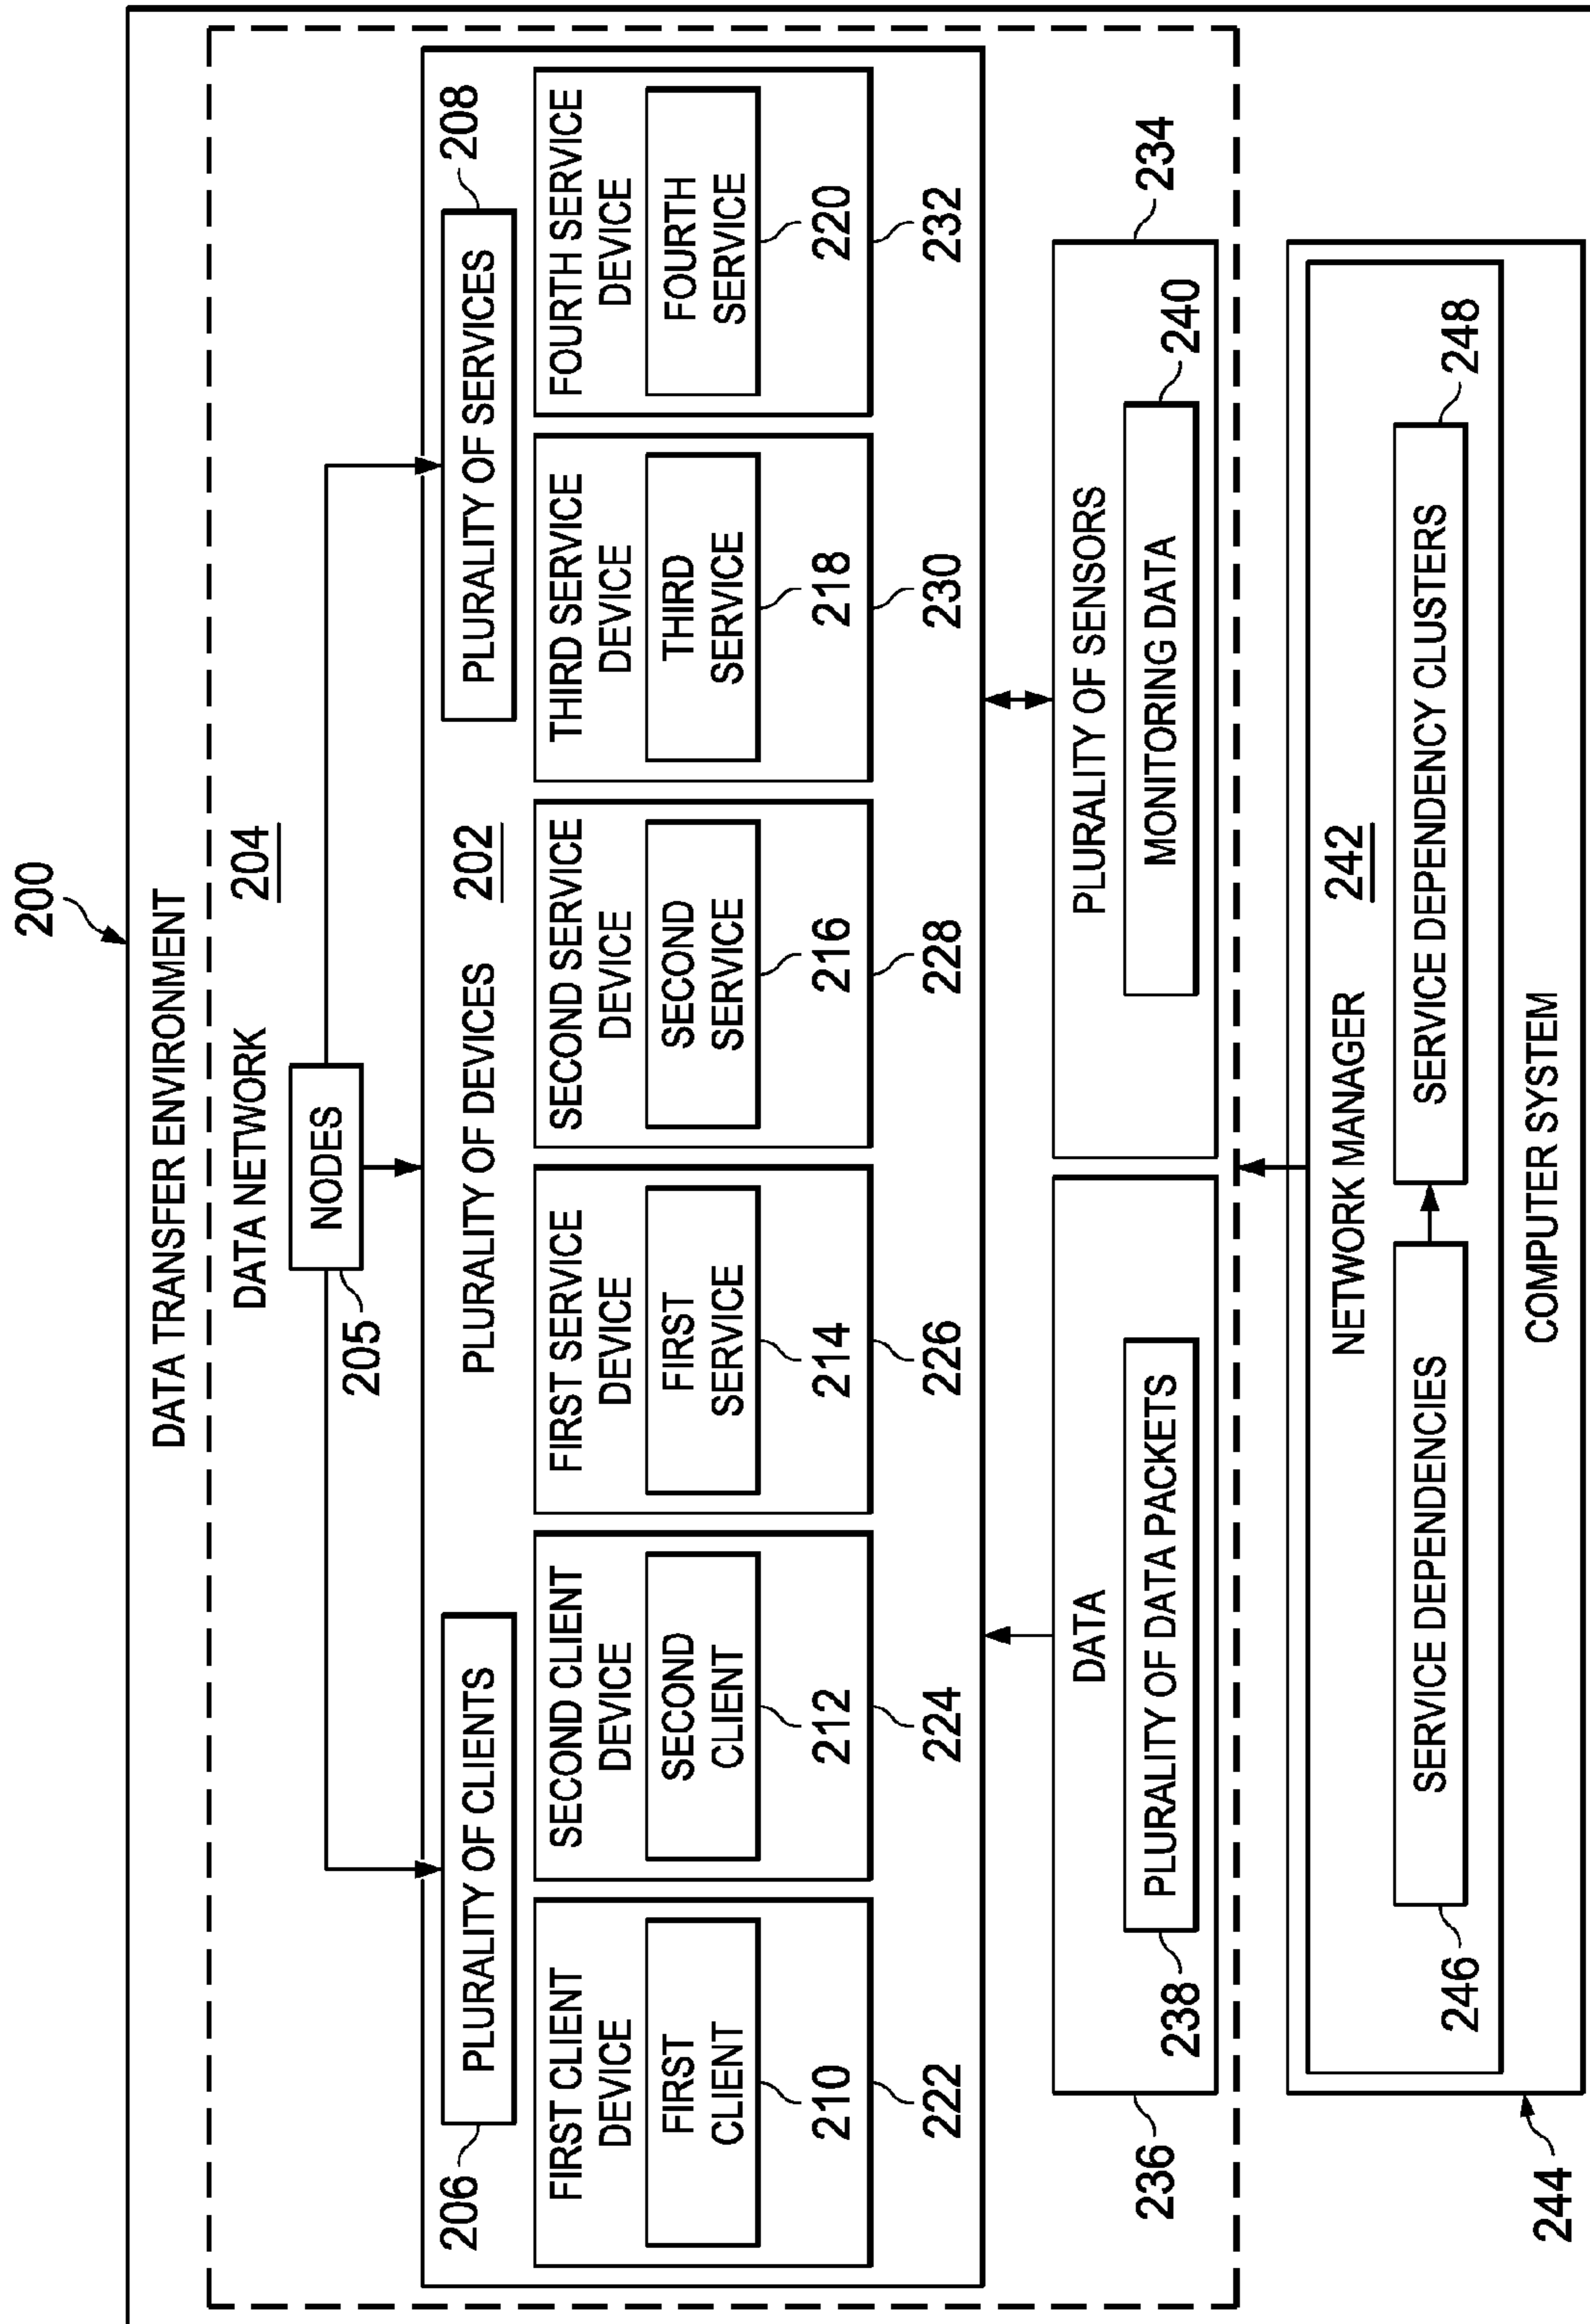 200
DATA TRANSFER ENVIRONMENT
DATA NETWORK
204
NODES
205
206
PLURALITY OF CLIENTS
PLURALITY OF DEVICES
202
PLURALITY OF SERVICES
208
FIRST CLIENT
DEVICE
FIRST
CLIENT
210
222
SECOND CLIENT
DEVICE
SECOND
CLIENT
212
224
FIRST SERVICE
DEVICE
FIRST
SERVICE
214
226
SECOND SERVICE
DEVICE
SECOND
SERVICE
216
228
THIRD SERVICE
DEVICE
THIRD
SERVICE
218
230
FOURTH SERVICE
DEVICE
FOURTH
SERVICE
220
232
236
DATA
238
PLURALITY OF DATA PACKETS
PLURALITY OF SENSORS
234
MONITORING DATA
240
NETWORK MANAGER
242
246
SERVICE DEPENDENCIES
SERVICE DEPENDENCY CLUSTERS
248
COMPUTER SYSTEM
244